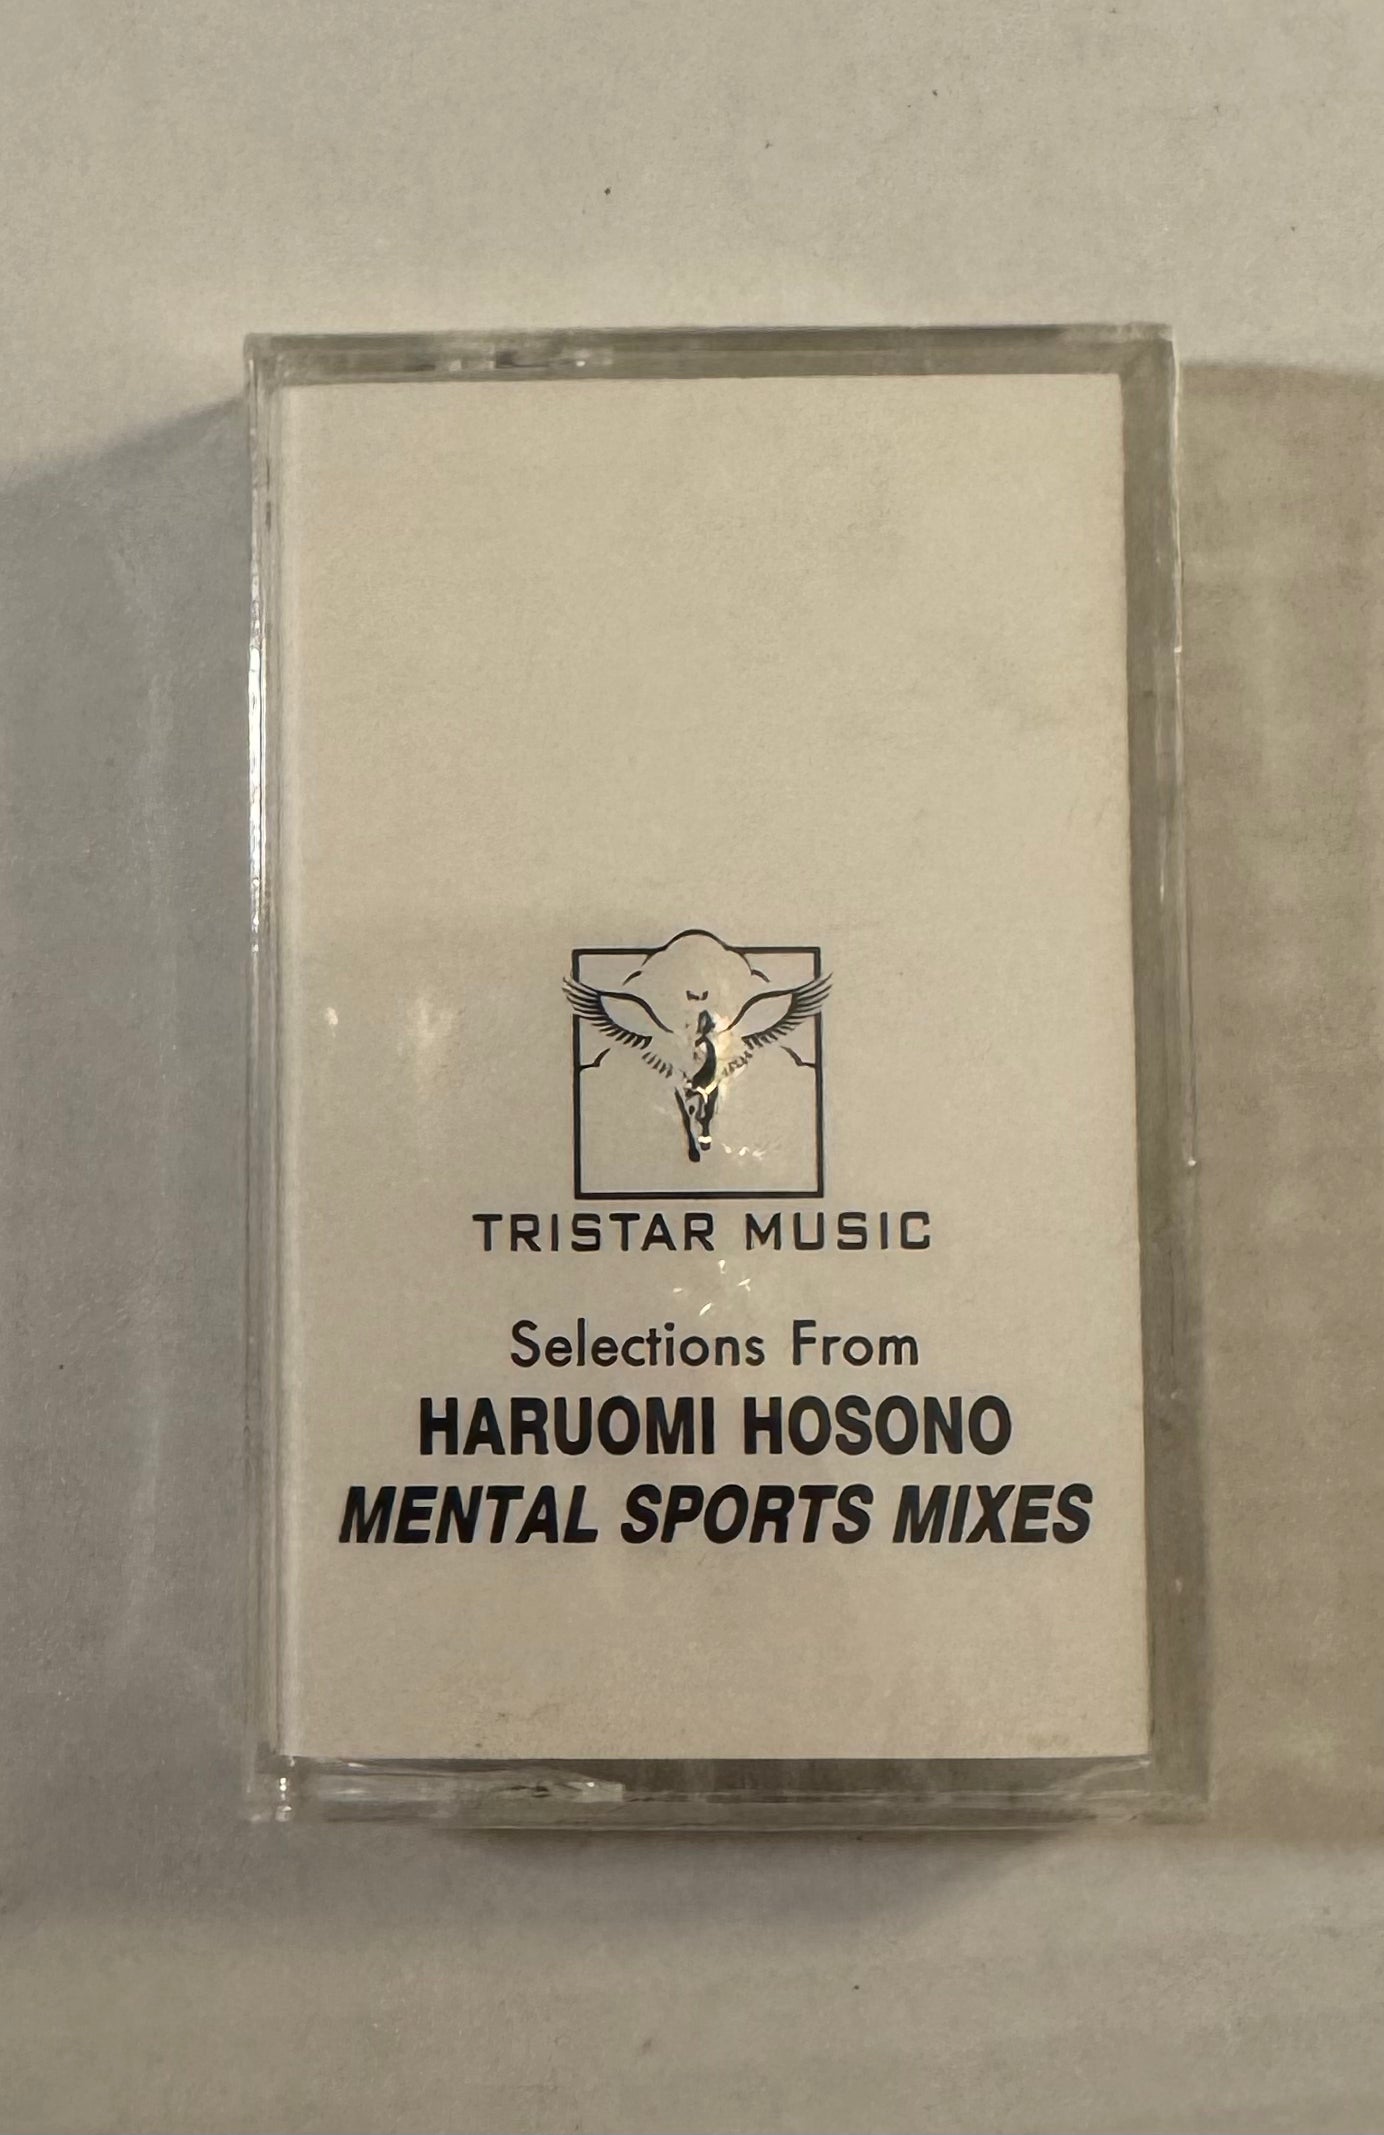 TRISTAR MUSIC
Selections From
HARUOMI HOSONO
MENTAL SPORTS MIXES